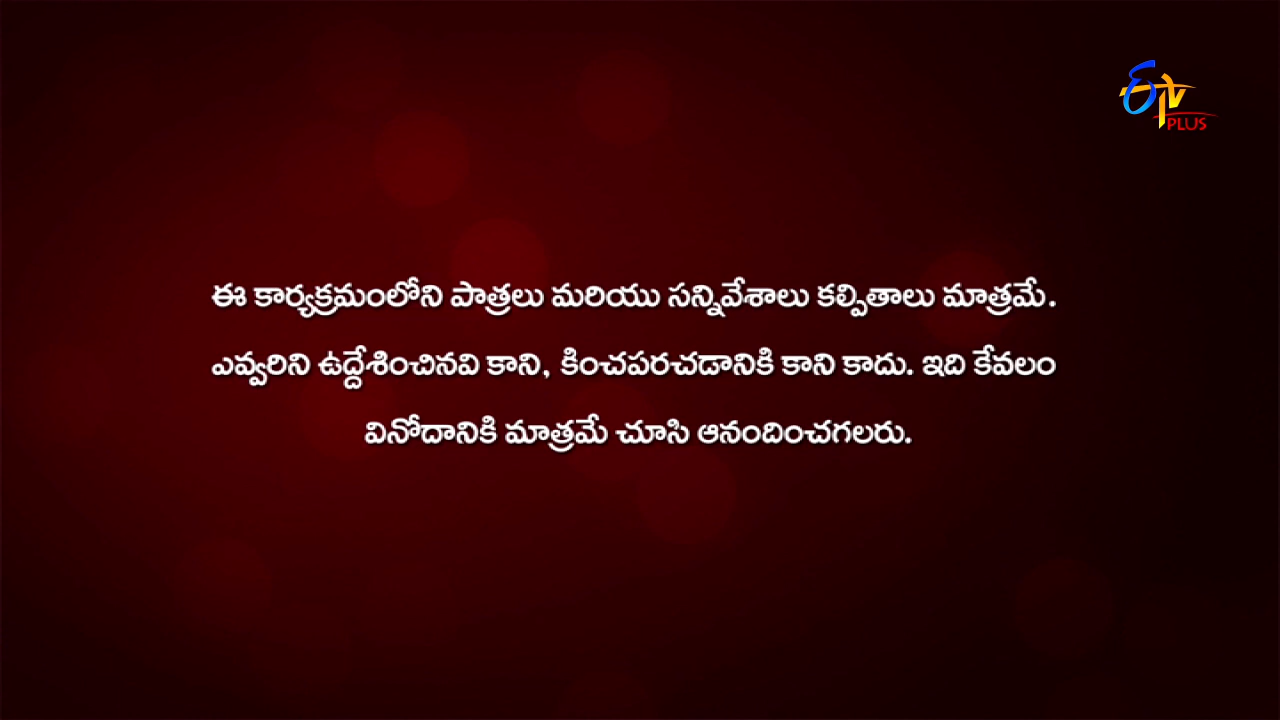 ETV
PLUS
ఈ కార్యక్రమంలోని పాత్రలు మరియు సన్నివేశాలు కల్పితాలు మాత్రమే.
ఎవ్వరిని ఉద్దేశించినవి కాని, కించపరచడానికి కాని కాదు. ఇది కేవలం
వినోదానికి మాత్రమే చూసి ఆనందించగలరు.